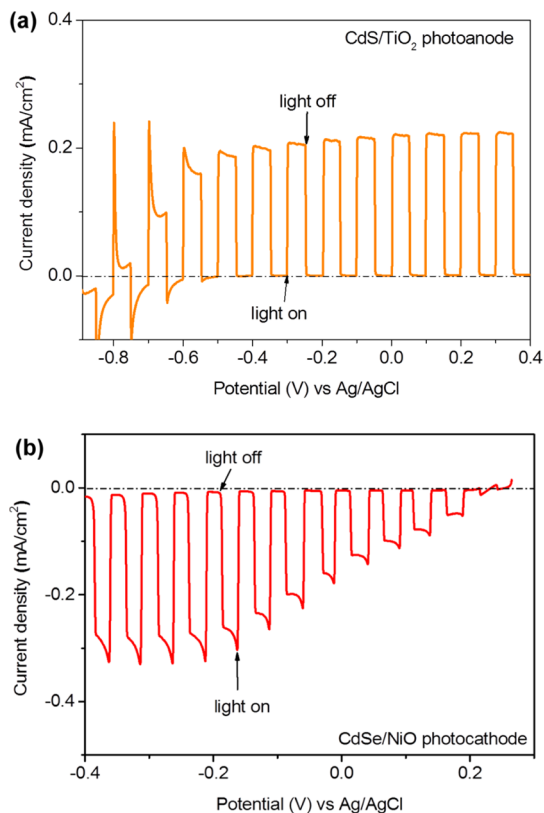 (a)
CdS/TiO₂ photoanode
Current density (mA/cm²)
0.4
0.2
0.0
light off
light on
-0.8 -0.6 -0.4 -0.2 0.0 0.2 0.4
Potential (V) vs Ag/AgCl
(b)
Current density (mA/cm²)
0.0
-0.2
-0.4
light off
light on
CdSe/NiO photocathode
-0.4 -0.2 0.0 0.2
Potential (V) vs Ag/AgCl